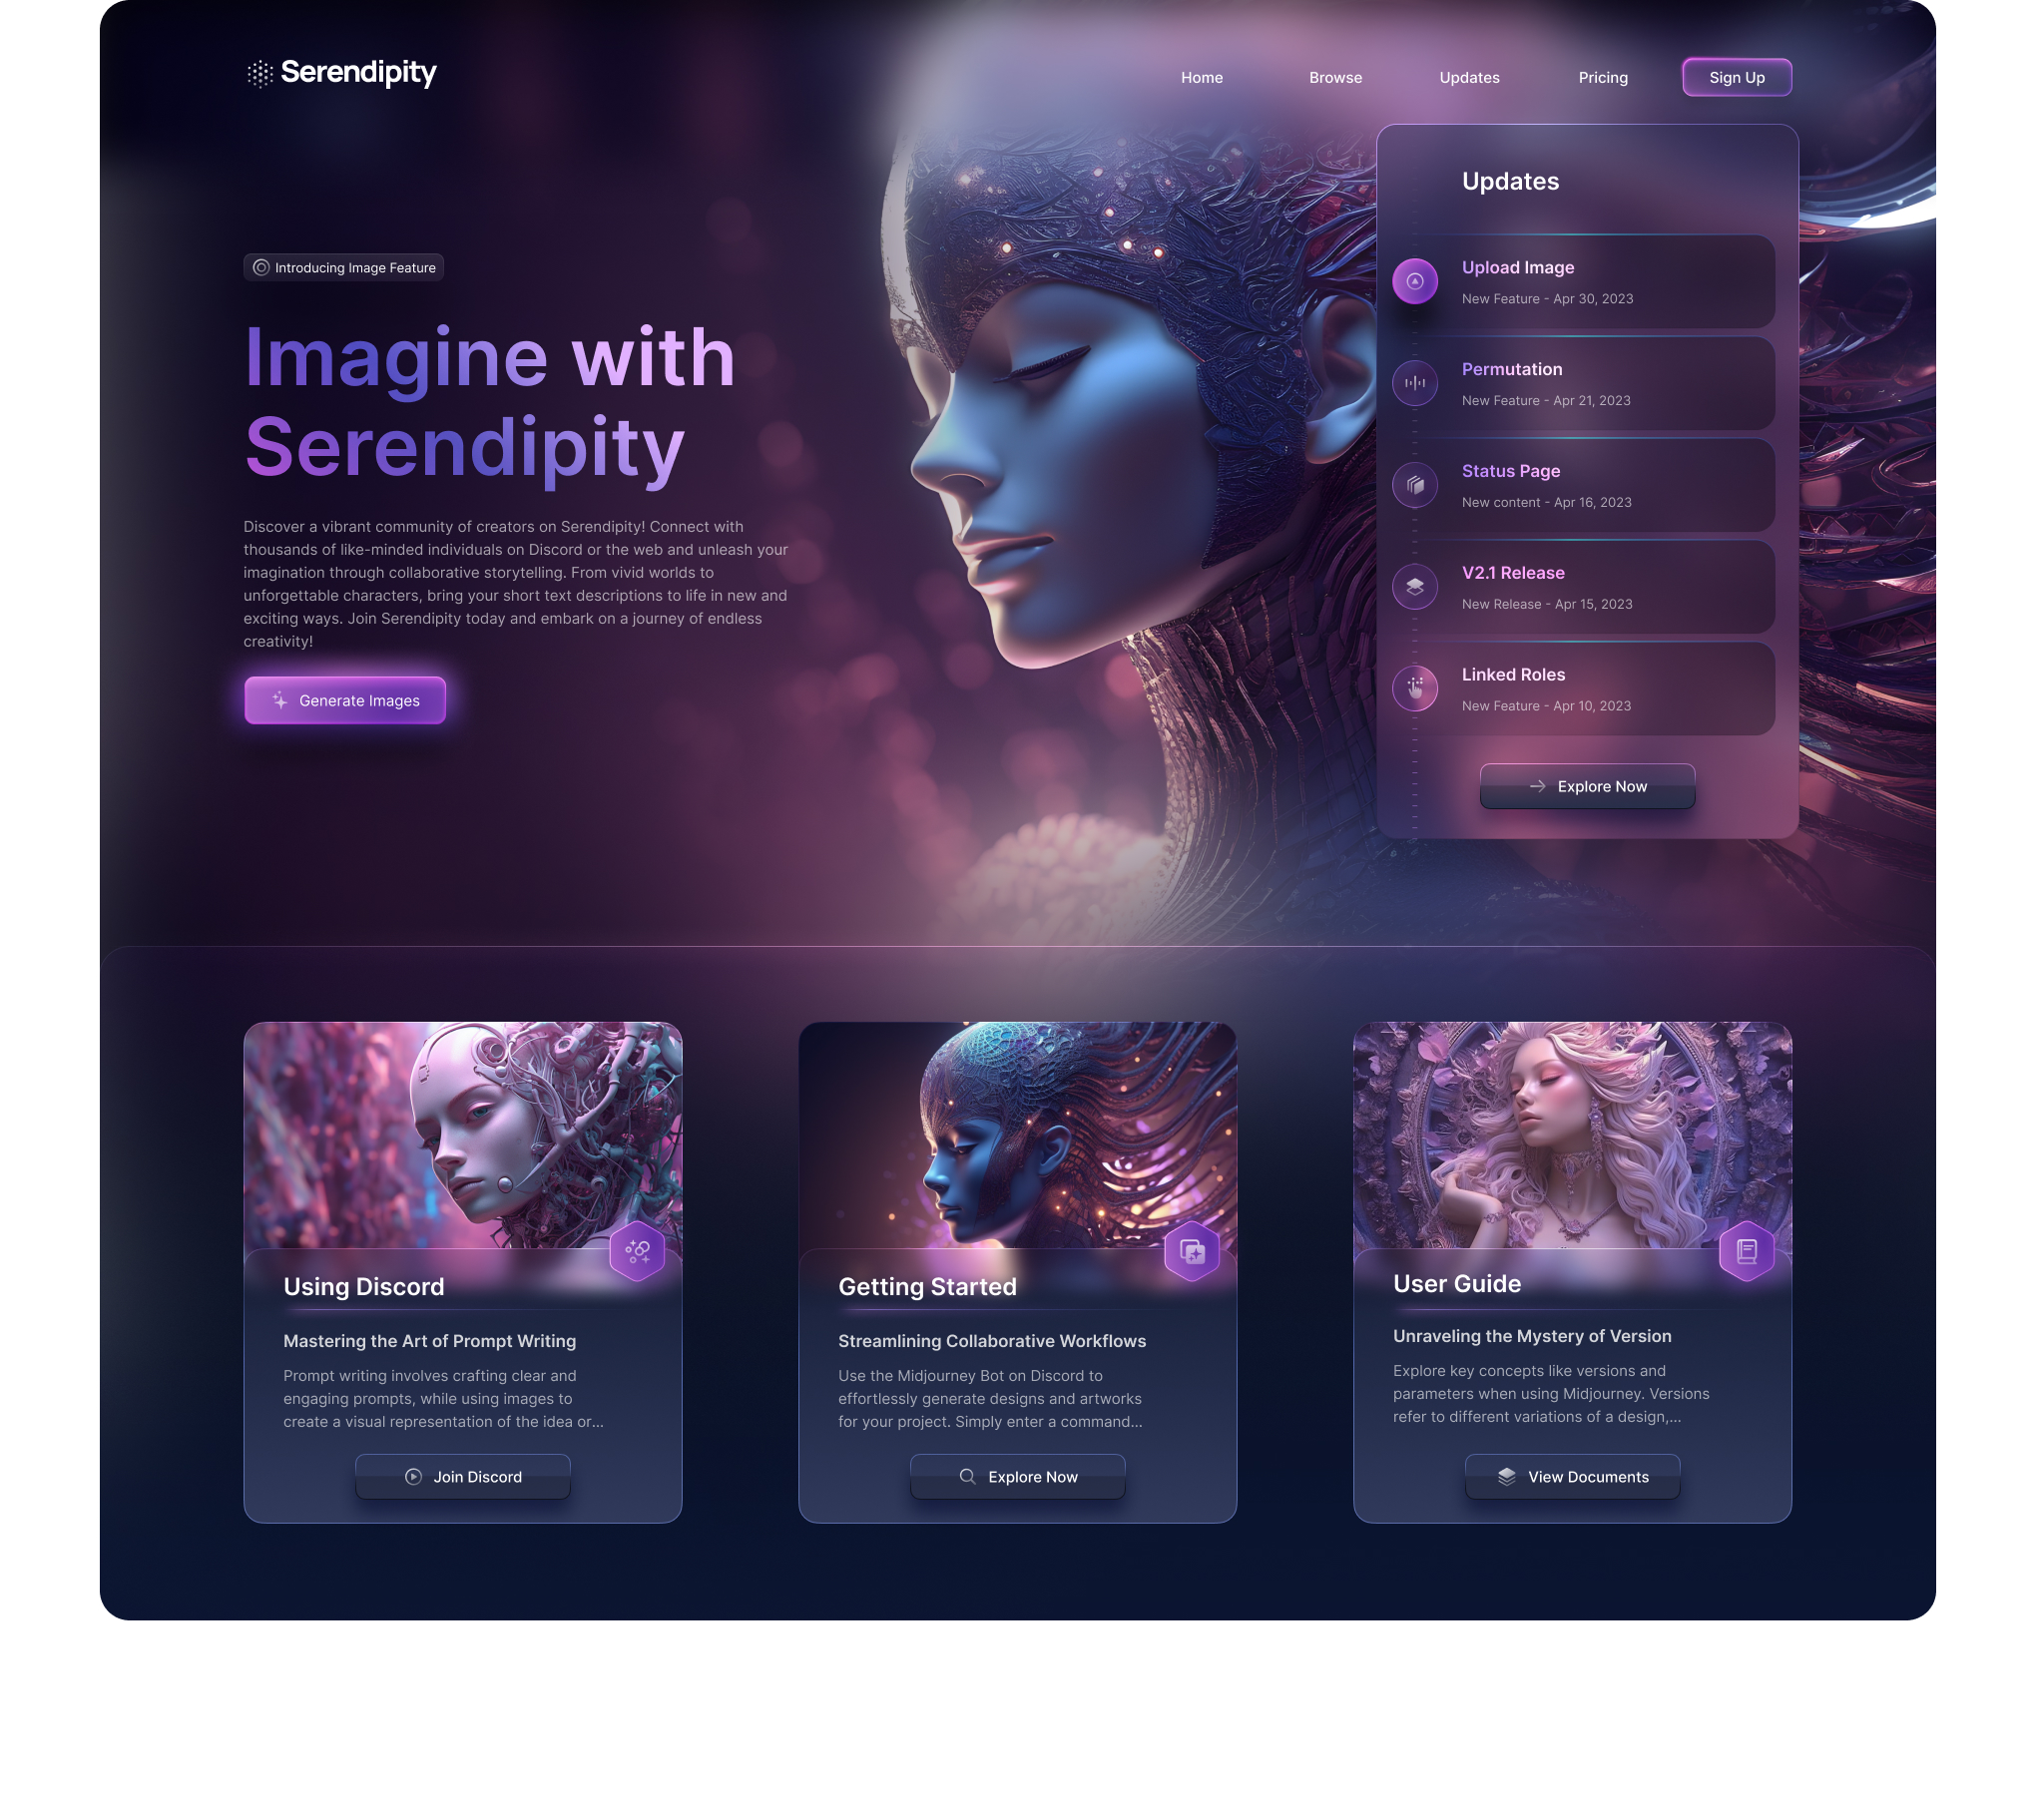 Serendipity
Home
Browse
Updates
Pricing
Sign Up
Introducing Image Feature
Imagine with
Serendipity
Discover a vibrant community of creators on Serendipity! Connect with
thousands of like-minded individuals on Discord or the web and unleash your
imagination through collaborative storytelling. From vivid worlds to
unforgettable characters, bring your short text descriptions to life in new and
exciting ways. Join Serendipity today and embark on a journey of endless
creativity!
Generate Images
Updates
Upload Image
New Feature - Apr 30, 2023
Permutation
New Feature - Apr 21, 2023
Status Page
New content - Apr 16, 2023
V2.1 Release
New Release - Apr 15, 2023
Linked Roles
New Feature - Apr 10, 2023
Explore Now
Using Discord
Mastering the Art of Prompt Writing
Prompt writing involves crafting clear and
engaging prompts, while using images to
create a visual representation of the idea or...
Join Discord
Getting Started
Streamlining Collaborative Workflows
Use the Midjourney Bot on Discord to
effortlessly generate designs and artworks
for your project. Simply enter a command...
Explore Now
User Guide
Unraveling the Mystery of Version
Explore key concepts like versions and
parameters when using Midjourney. Versions
refer to different variations of a design,...
View Documents